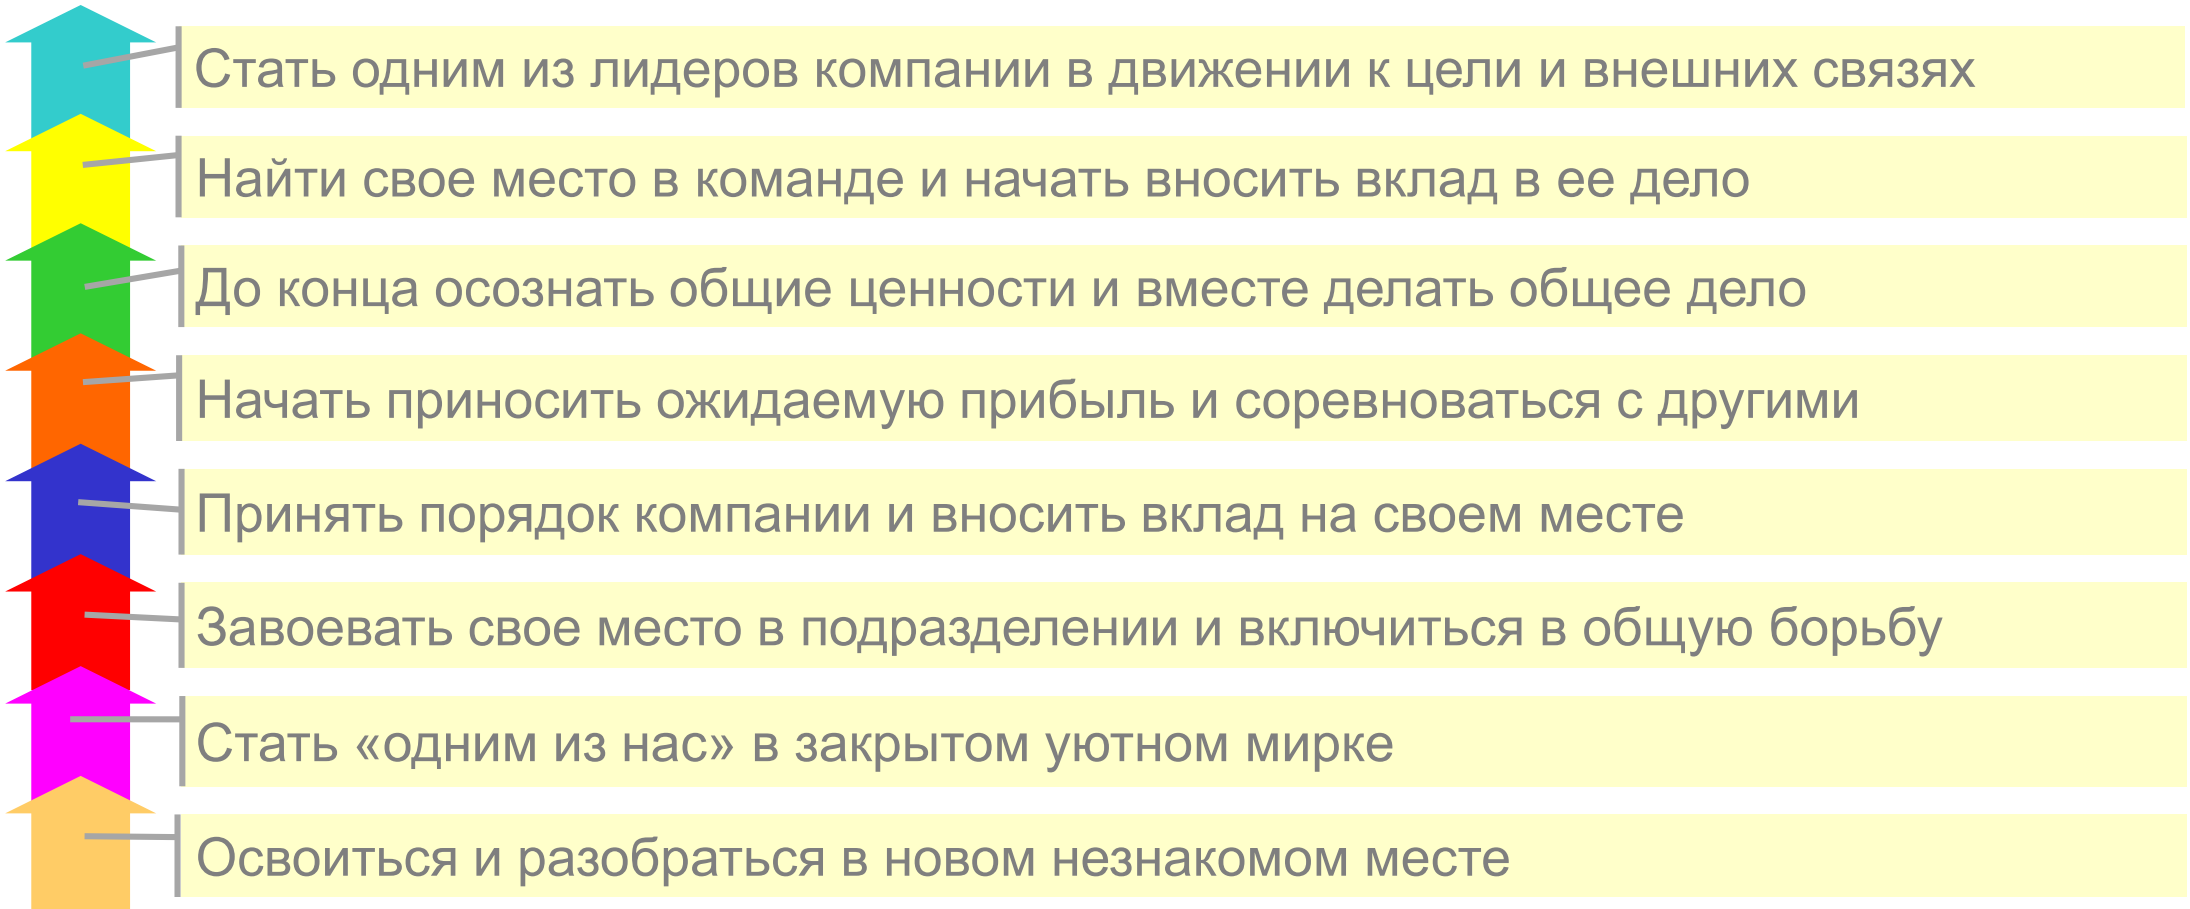 Стать одним из лидеров компании в движении к цели и внешних связях
Найти свое место в команде и начать вносить вклад в ее дело
До конца осознать общие ценности и вместе делать общее дело
Начать приносить ожидаемую прибыль и соревноваться с другими
Принять порядок компании и вносить вклад на своем месте
Завоевать свое место в подразделении и включиться в общую борьбу
Стать «одним из нас» в закрытом уютном мирке
Освоиться и разобраться в новом незнакомом месте